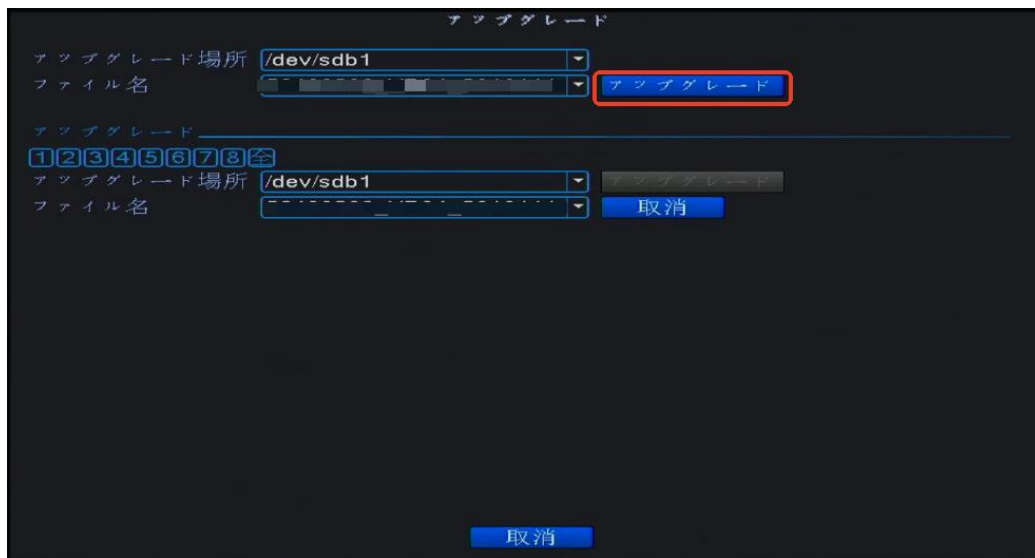 アップグレード
アップグレード場所 /dev/sdb1
ファイル名 アップグレード
アップグレード
1 2 3 4 5 6 7 8 全
アップグレード場所 /dev/sdb1 アップグレード
ファイル名 取消
取消